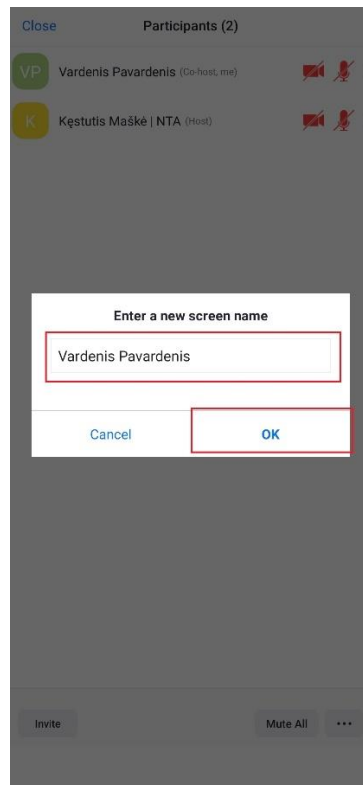 Close Participants (2)
VP Vardenis Pavardenis (Co-host, me)
K Kęstutis Maškė | NTA (Host)
Enter a new screen name
Vardenis Pavardenis
Cancel OK
Invite Mute All ...